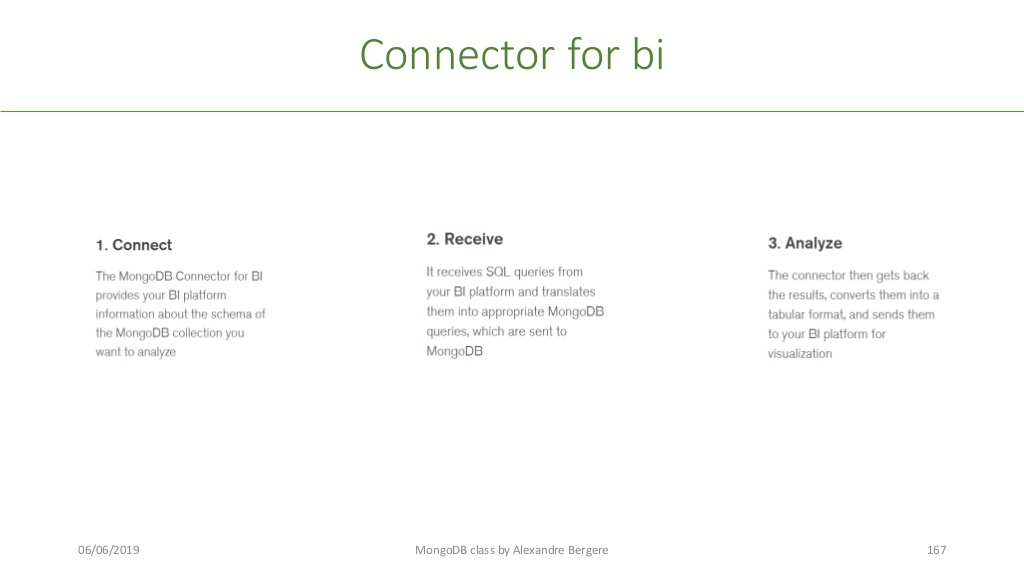 Connector for bi
1. Connect
The MongoDB Connector for BI
provides your BI platform
information about the schema of
the MongoDB collection you
want to analyze
2. Receive
It receives SQL queries from
your BI platform and translates
them into appropriate MongoDB
queries, which are sent to
MongoDB
3. Analyze
The connector then gets back
the results, converts them into a
tabular format, and sends them
to your BI platform for
visualization
06/06/2019
MongoDB class by Alexandre Bergere
167